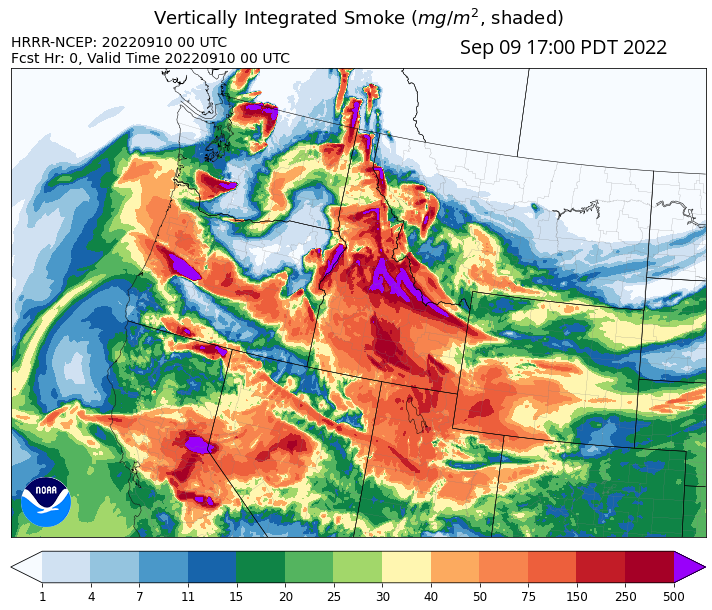 Vertically Integrated Smoke (mg/m², shaded)
HRRR-NCEP: 20220910 00 UTC
Fcst Hr: 0, Valid Time 20220910 00 UTC
Sep 09 17:00 PDT 2022
NOAA
1 4 7 11 15 20 25 30 40 50 75 150 250 500